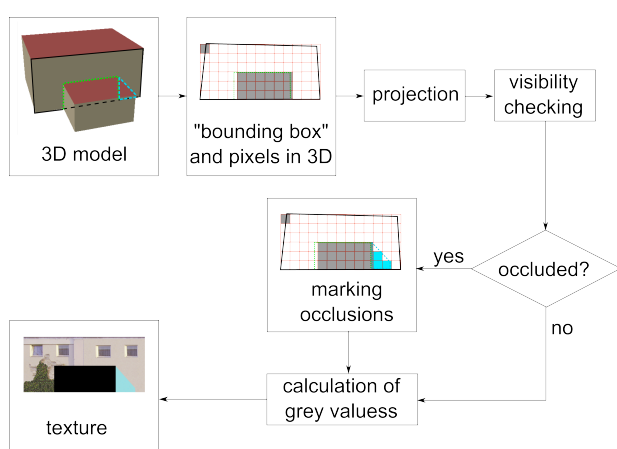 3D model
"bounding box"
and pixels in 3D
projection
visibility
checking
occluded?
yes
no
marking
occlusions
calculation of
grey valuess
texture